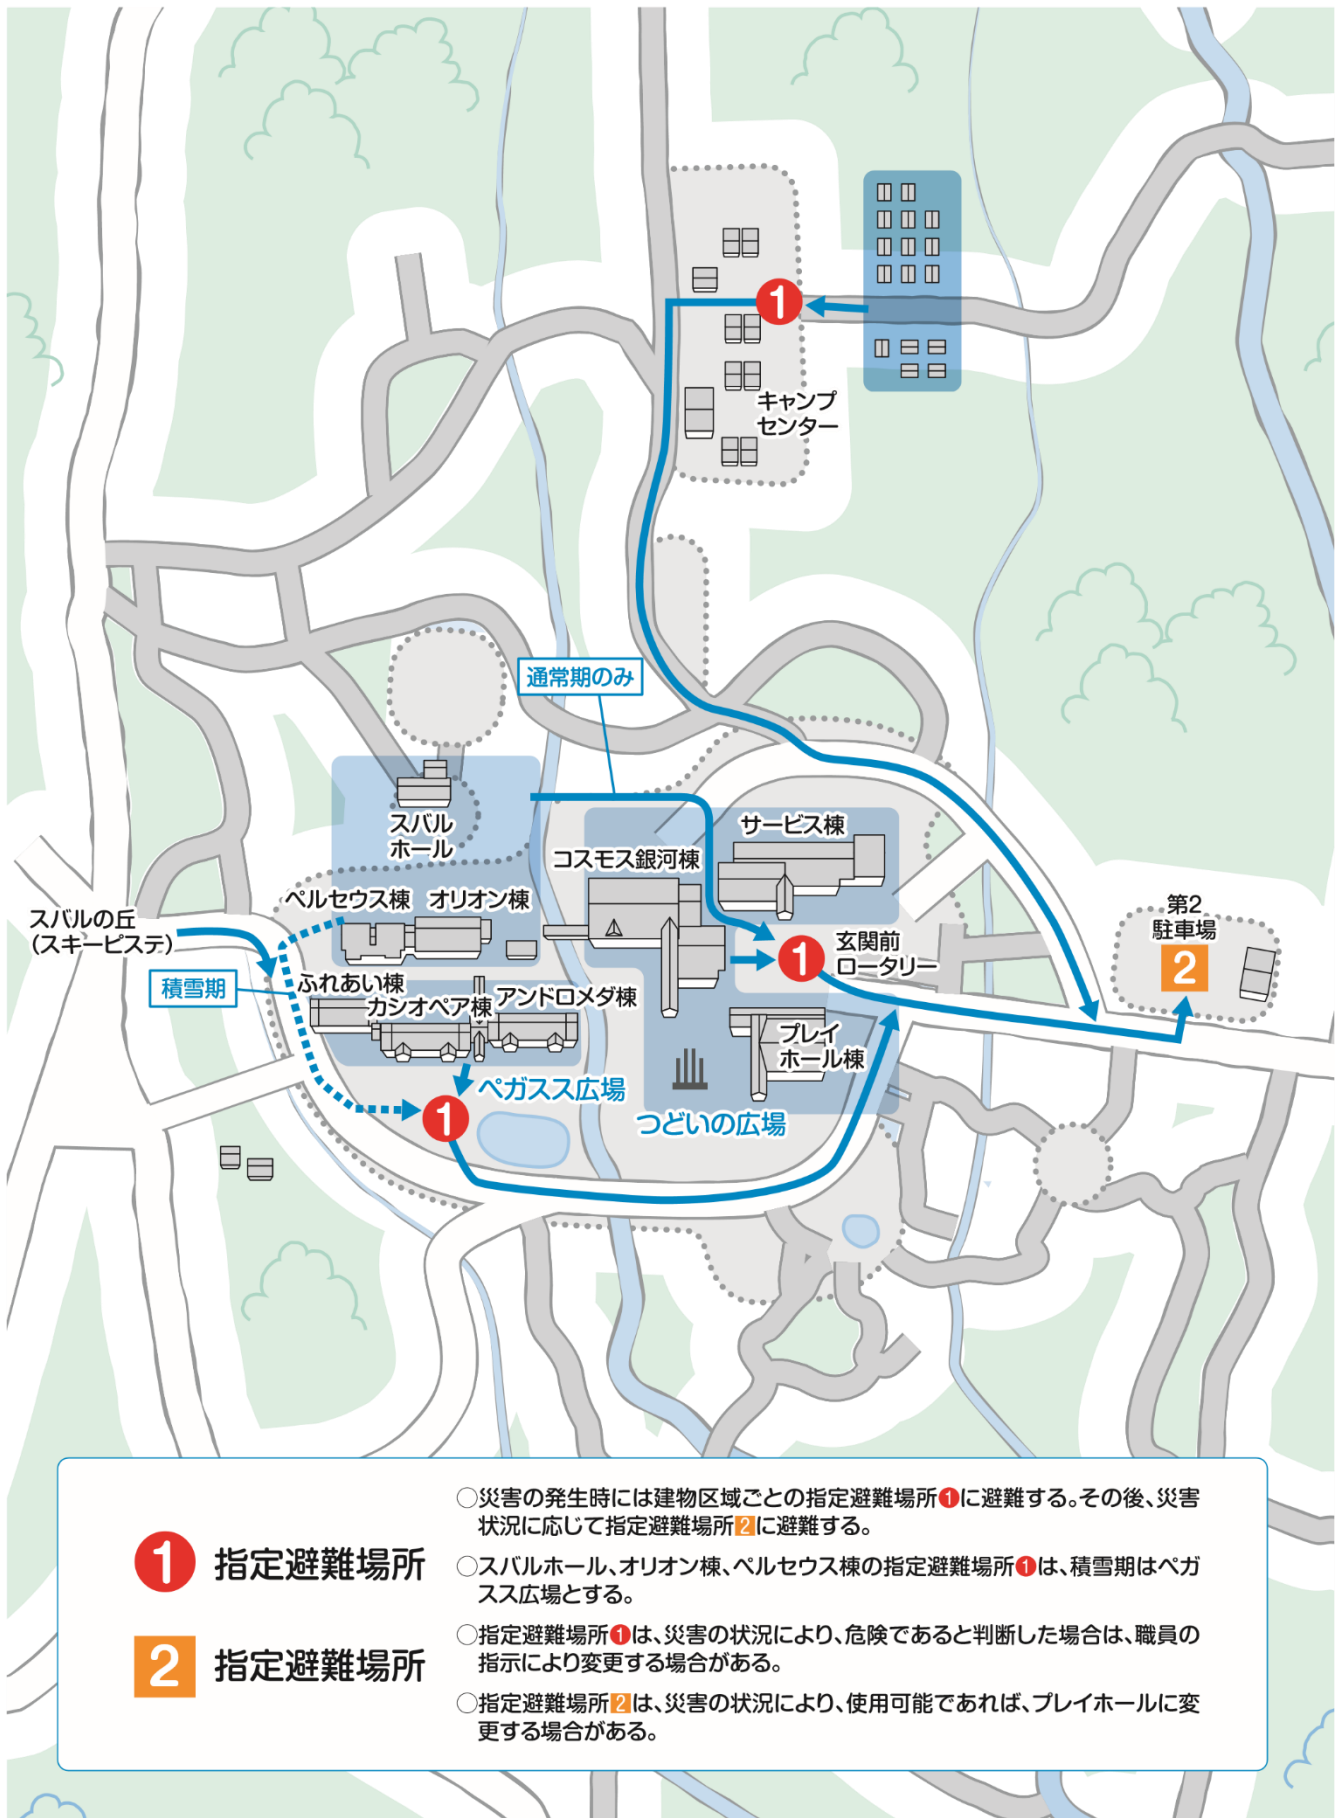 1
キャンプ
センター
通常期のみ
スバル
ホール
サービス棟
コスモス銀河棟
ペルセウス棟 オリオン棟
スバルの丘
(スキーピステ)
第2
駐車場
2
1
玄関前
ロータリー
積雪期
ふれあい棟
カシオペア棟
アンドロメダ棟
プレイ
ホール棟
ペガスス広場
1
つどいの広場
1 指定避難場所
2 指定避難場所
○災害の発生時には建物区域ごとの指定避難場所1に避難する。その後、災害
状況に応じて指定避難場所2に避難する。
○スバルホール、オリオン棟、ペルセウス棟の指定避難場所1は、積雪期はペガ
スス広場とする。
○指定避難場所1は、災害の状況により、危険であると判断した場合は、職員の
指示により変更する場合がある。
○指定避難場所2は、災害の状況により、使用可能であれば、プレイホールに変
更する場合がある。